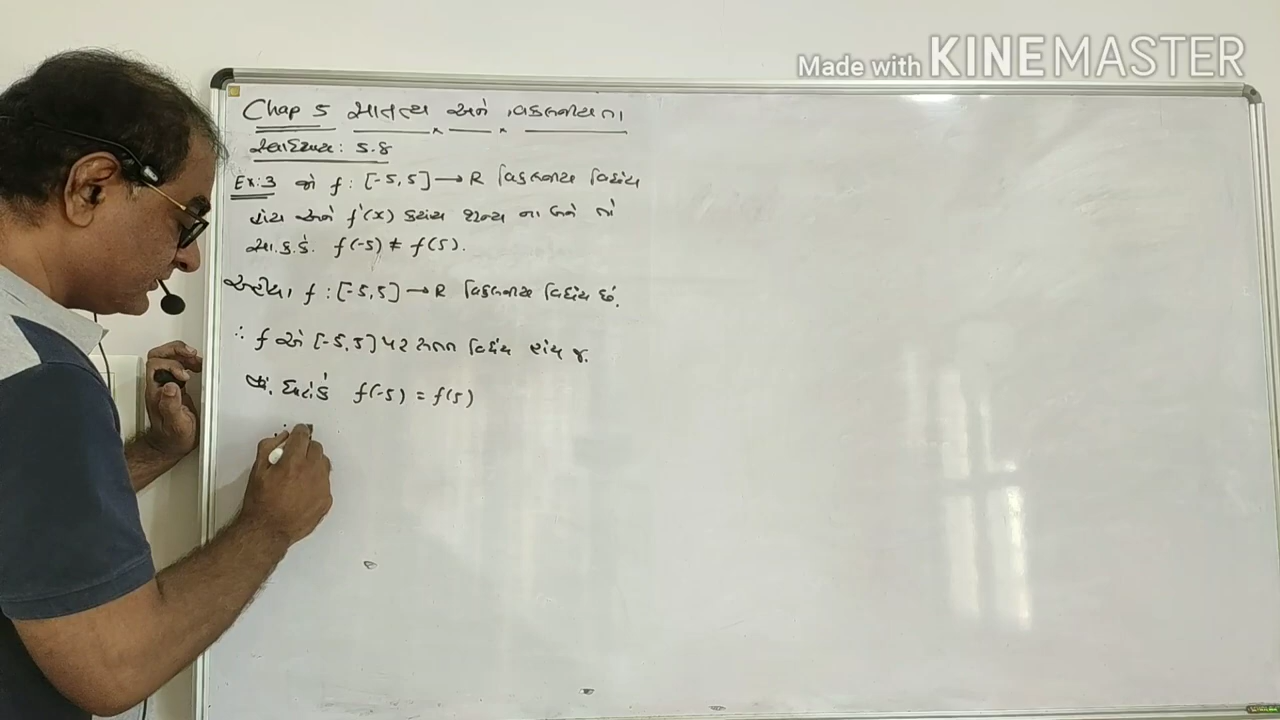 Made with KINEMASTER
Chap 5 સાતત્ય અને વિકલનીયતા
સ્વાધ્યાય: 5.8
Ex:3 જો f : [-5, 5] → R વિકલનીય વિધેય
હોય અને f'(x) ક્યાંય શૂન્ય ના બને તો
સા.ક.કે. f(-5) ≠ f(5).
અહીંયા, f : [-5, 5] → R વિકલનીય વિધેય છે.
∴ f એ [-5, 5] પર સતત વિધેય હોય જ.
ધારોકે f(-5) = f(5)